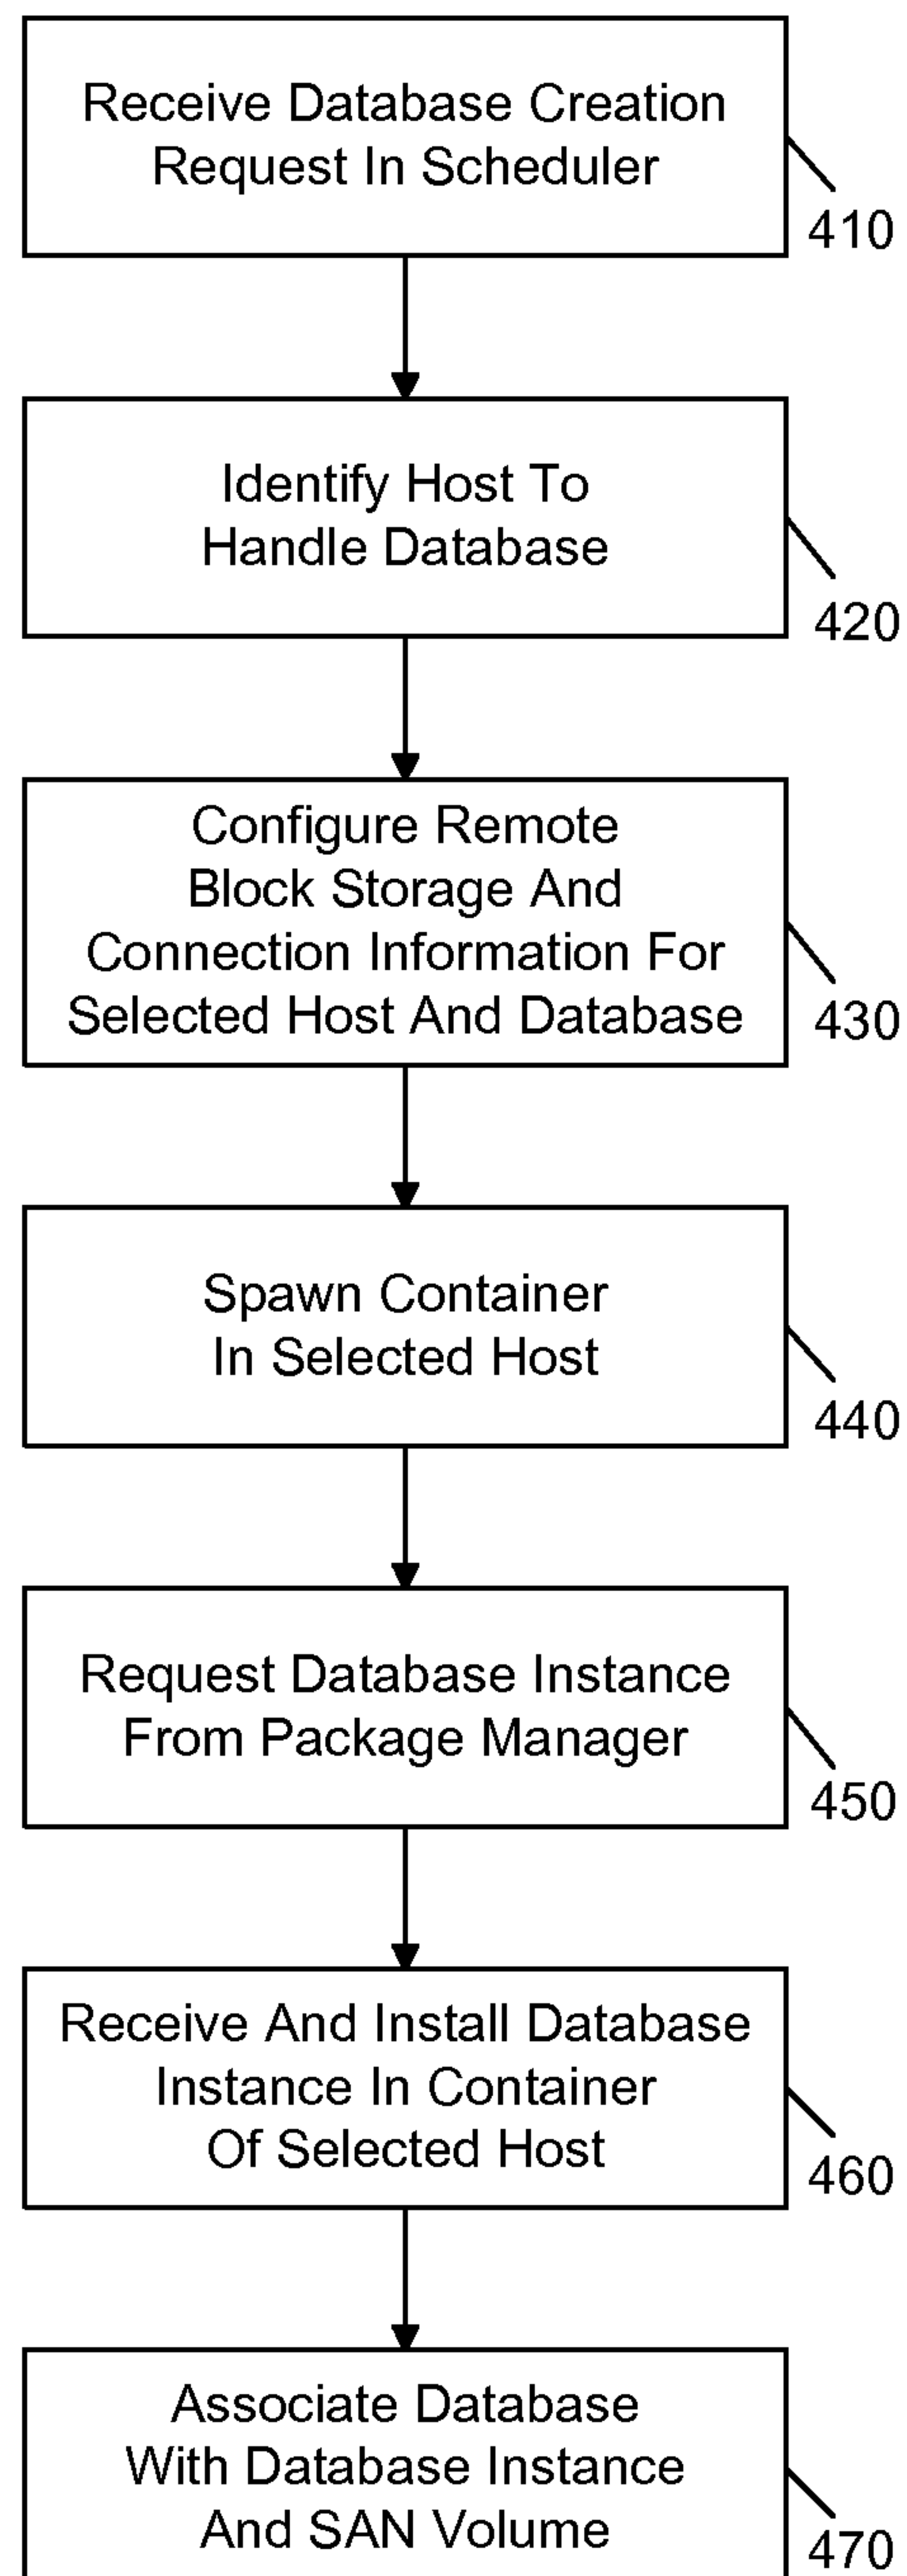 Receive Database Creation
Request In Scheduler
410
Identify Host To
Handle Database
420
Configure Remote
Block Storage And
Connection Information For
Selected Host And Database
430
Spawn Container
In Selected Host
440
Request Database Instance
From Package Manager
450
Receive And Install Database
Instance In Container
Of Selected Host
460
Associate Database
With Database Instance
And SAN Volume
470